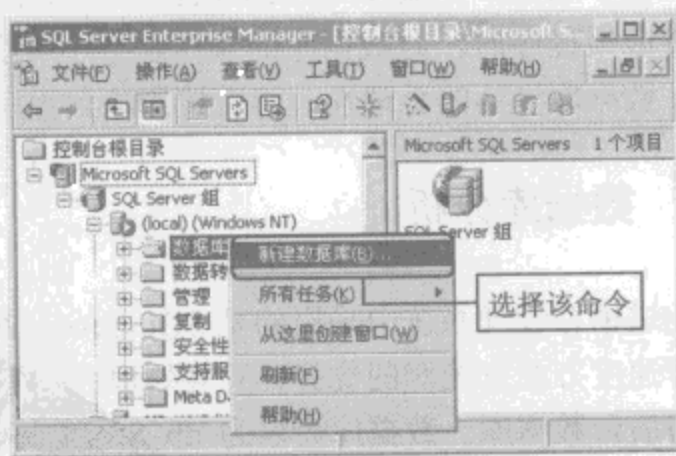 SQL Server Enterprise Manager - [控制台根目录\Microsoft S...
文件(F) 操作(A) 查看(V) 工具(T) 窗口(W) 帮助(H)
控制台根目录
Microsoft SQL Servers
SQL Server 组
(local) (Windows NT)
数据库
数据转
管理
复制
安全性
支持服
Meta D
Microsoft SQL Servers 1 个项目
SQL Server 组
新建数据库(B)...
所有任务(K)
从这里创建窗口(W)
刷新(F)
帮助(H)
选择该命令